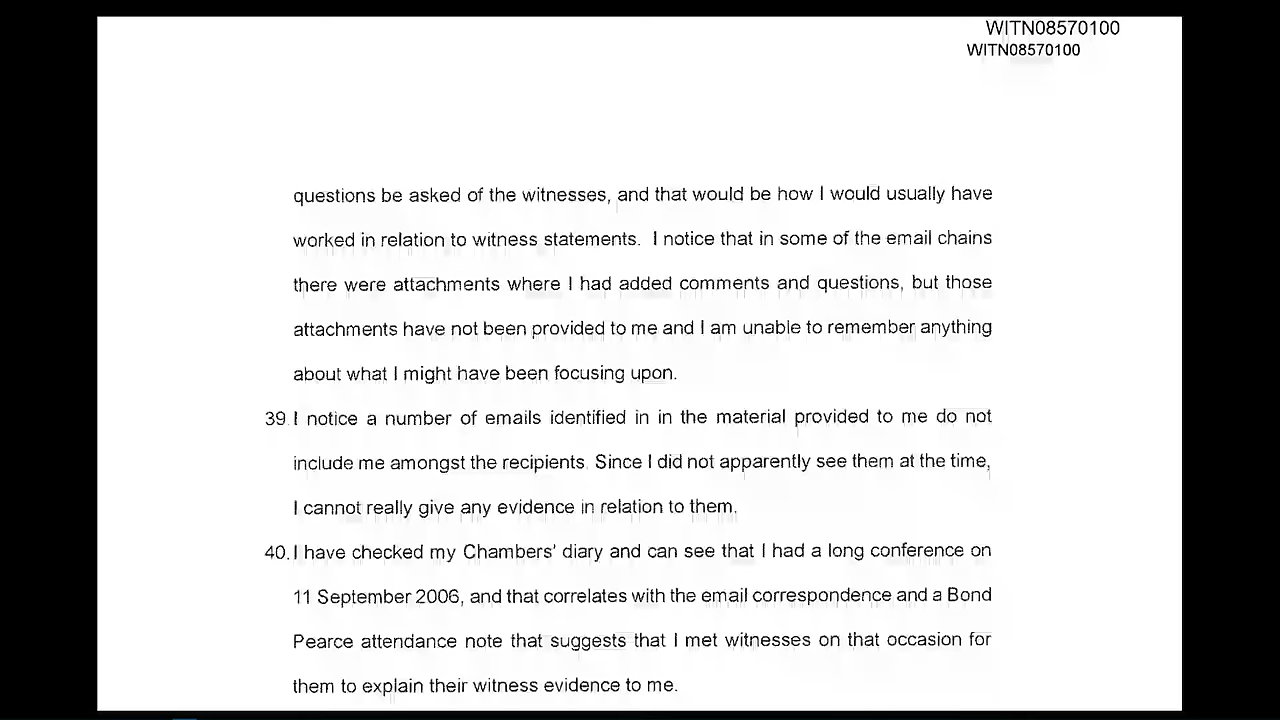 WITN08570100
WITN08570100
questions be asked of the witnesses, and that would be how I would usually have
worked in relation to witness statements. I notice that in some of the email chains
there were attachments where I had added comments and questions, but those
attachments have not been provided to me and I am unable to remember anything
about what I might have been focusing upon.
39. I notice a number of emails identified in in the material provided to me do not
include me amongst the recipients. Since I did not apparently see them at the time,
I cannot really give any evidence in relation to them.
40. I have checked my Chambers' diary and can see that I had a long conference on
11 September 2006, and that correlates with the email correspondence and a Bond
Pearce attendance note that suggests that I met witnesses on that occasion for
them to explain their witness evidence to me.